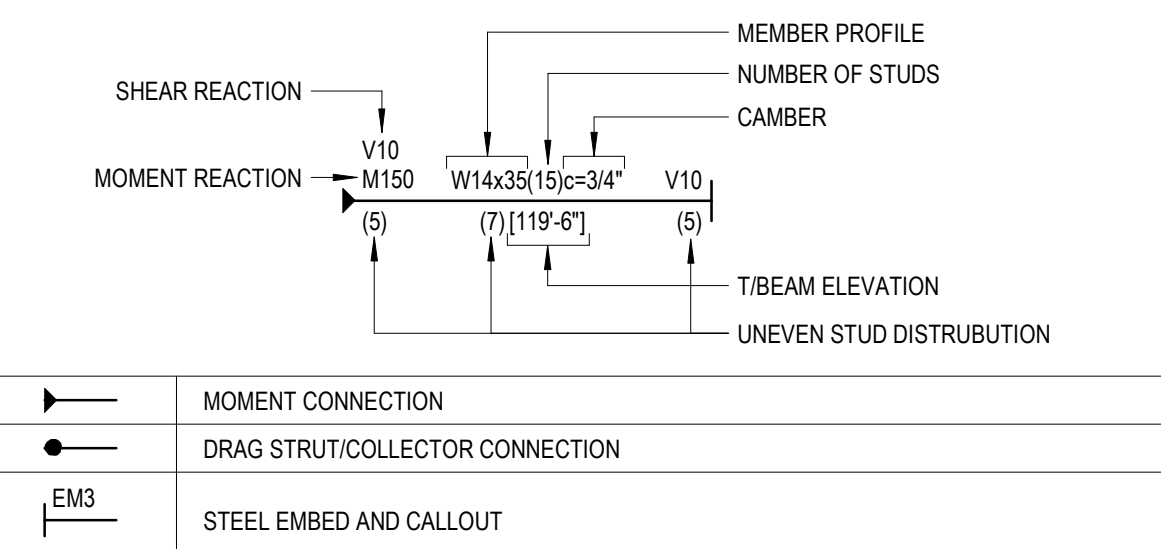 MEMBER PROFILE
NUMBER OF STUDS
SHEAR REACTION
CAMBER
V10
MOMENT REACTION M150 W14x35(15)c=3/4" V10
(5) (7) [119'-6"] (5)
T/BEAM ELEVATION
UNEVEN STUD DISTRUBUTION
MOMENT CONNECTION
DRAG STRUT/COLLECTOR CONNECTION
EM3
STEEL EMBED AND CALLOUT